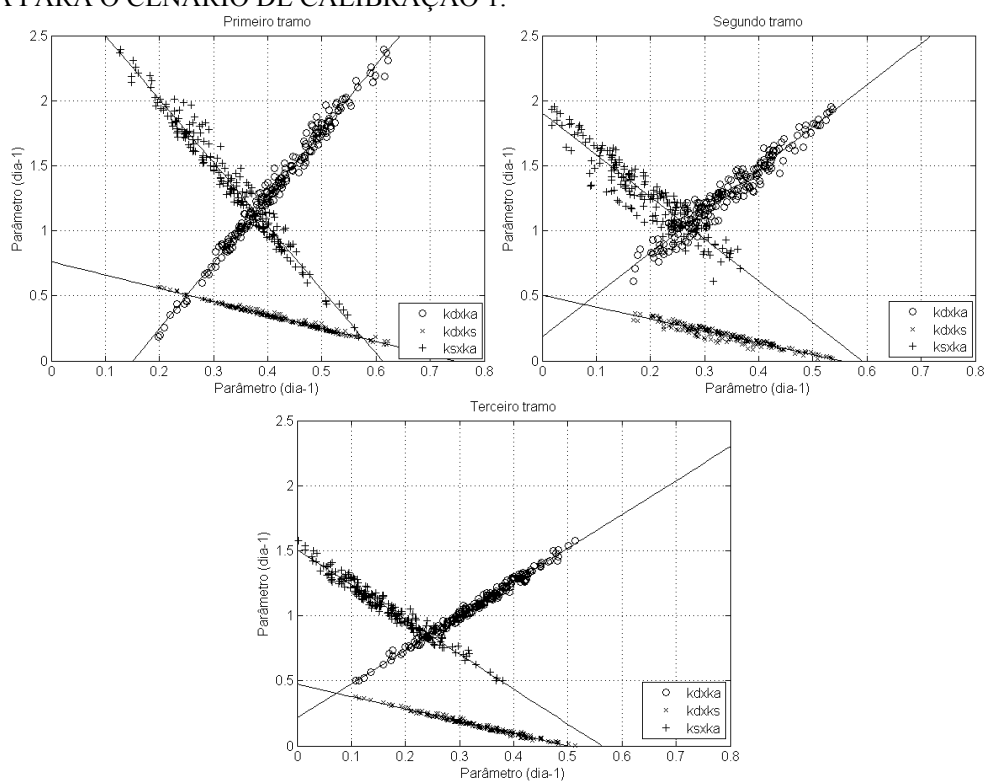 A PARA O CENÁRIO DE CALIBRAÇÃO 1.
Primeiro tramo
2.5
2
1.5
1
0.5
0
Parâmetro (dia-1)
0 0.1 0.2 0.3 0.4 0.5 0.6 0.7 0.8
Parâmetro (dia-1)
kdxka
kdxks
ksxka
Segundo tramo
2.5
2
1.5
1
0.5
0
Parâmetro (dia-1)
0 0.1 0.2 0.3 0.4 0.5 0.6 0.7 0.8
Parâmetro (dia-1)
kdxka
kdxks
ksxka
Terceiro tramo
2.5
2
1.5
1
0.5
0
Parâmetro (dia-1)
0 0.1 0.2 0.3 0.4 0.5 0.6 0.7 0.8
Parâmetro (dia-1)
kdxka
kdxks
ksxka